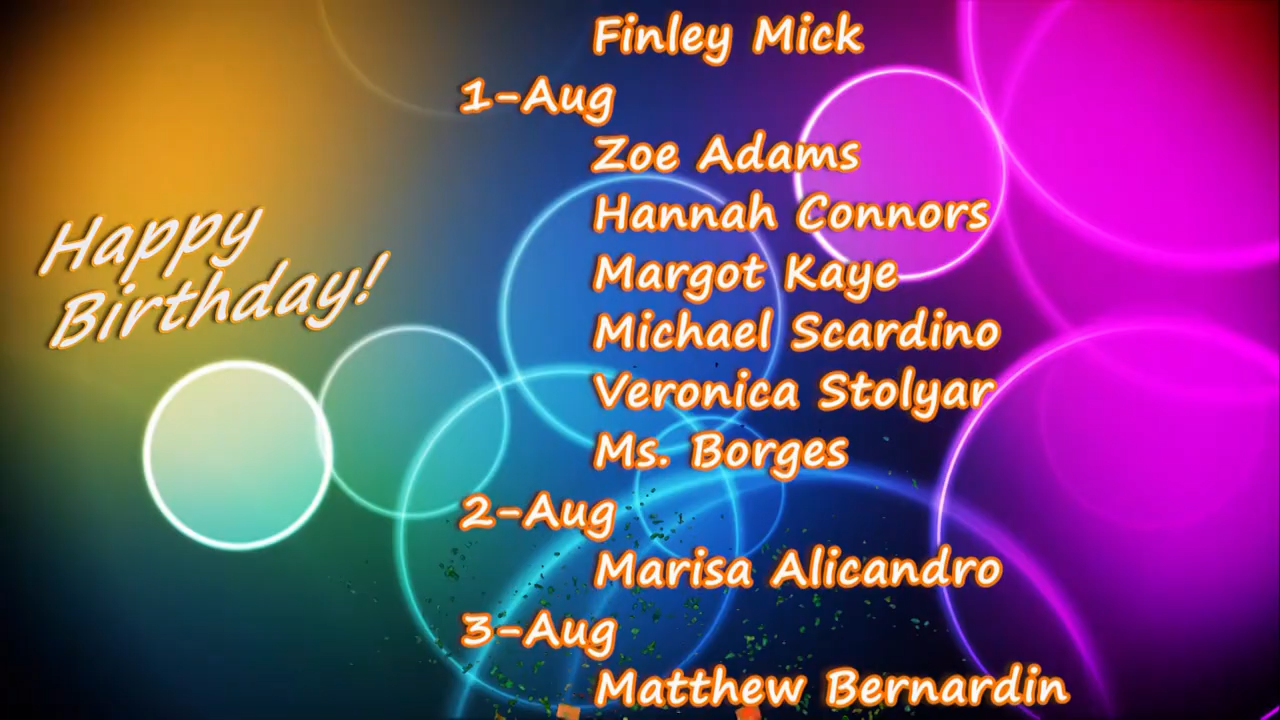 Happy
Birthday!
Finley Mick
1-Aug
Zoe Adams
Hannah Connors
Margot Kaye
Michael Scardino
Veronica Stolyar
Ms. Borges
2-Aug
Marisa Alicandro
3-Aug
Matthew Bernardin